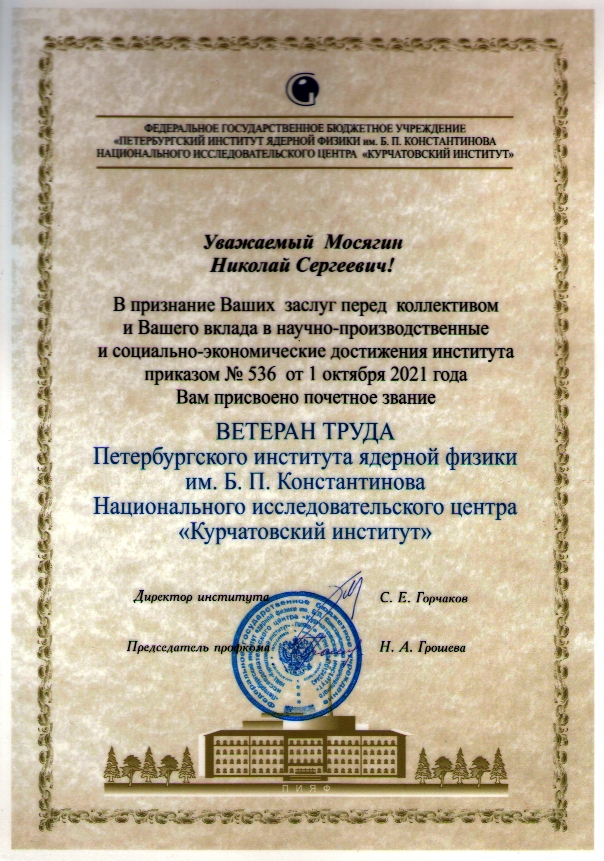 ФЕДЕРАЛЬНОЕ ГОСУДАРСТВЕННОЕ БЮДЖЕТНОЕ УЧРЕЖДЕНИЕ
«ПЕТЕРБУРГСКИЙ ИНСТИТУТ ЯДЕРНОЙ ФИЗИКИ им. Б. П. КОНСТАНТИНОВА
НАЦИОНАЛЬНОГО ИССЛЕДОВАТЕЛЬСКОГО ЦЕНТРА «КУРЧАТОВСКИЙ ИНСТИТУТ»
Уважаемый Мосягин
Николай Сергеевич!
В признание Ваших заслуг перед коллективом
и Вашего вклада в научно-производственные
и социально-экономические достижения института
приказом № 536 от 1 октября 2021 года
Вам присвоено почетное звание
ВЕТЕРАН ТРУДА
Петербургского института ядерной физики
им. Б. П. Константинова
Национального исследовательского центра
«Курчатовский институт»
Директор института С. Е. Горчаков
Председатель профкома Н. А. Грошева
ПИЯФ